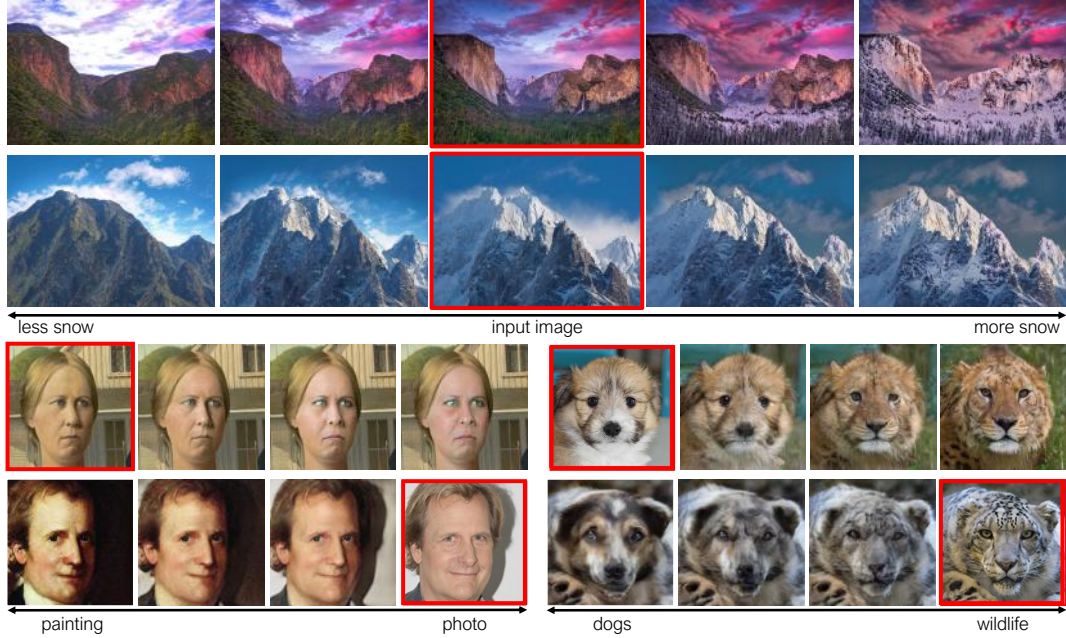 less snow
input image
more snow
painting
photo
dogs
wildlife